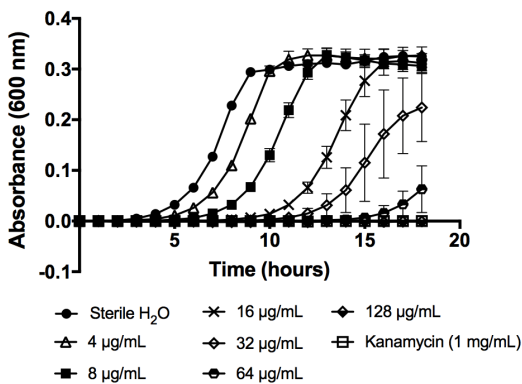 0.4
0.3
0.2
0.1
0.0
-0.1
Absorbance (600 nm)
5 10 15 20
Time (hours)
Sterile H₂O 16 µg/mL 128 µg/mL
4 µg/mL 32 µg/mL Kanamycin (1 mg/mL)
8 µg/mL 64 µg/mL